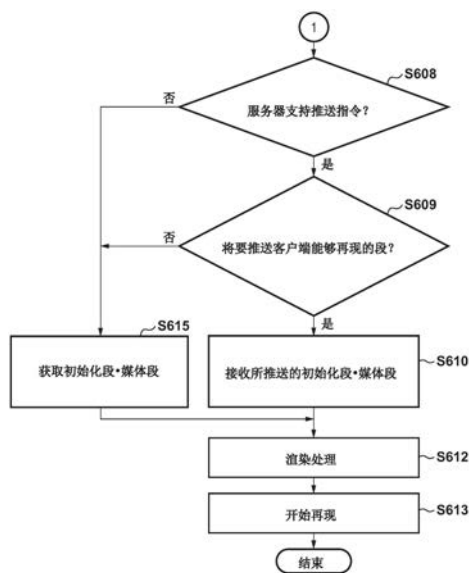 1
S608
服务器支持推送指令?
否
是
S609
将要推送客户端能够再现的段?
否
是
S615
获取初始化段•媒体段
S610
接收所推送的初始化段•媒体段
S612
渲染处理
S613
开始再现
结束